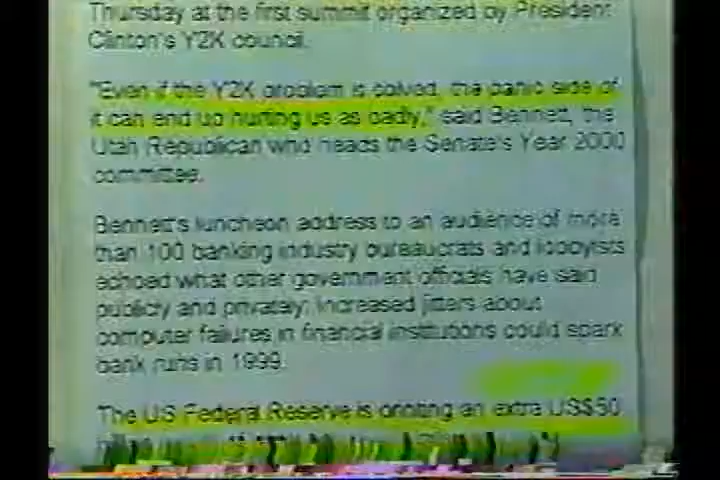 Thursday at the first summit organized by President
Clinton's Y2K council.
"Even if the Y2K problem is solved, the panic side of
it can end up hurting us as badly," said Bennett, the
Utah Republican who heads the Senate's Year 2000
committee.
Bennett's luncheon address to an audience of more
than 100 banking industry bureaucrats and lobbyists
echoed what other government officials have said
publicly and privately: Increased jitters about
computer failures in financial institutions could spark
bank runs in 1999.
The US Federal Reserve is printing an extra US$50